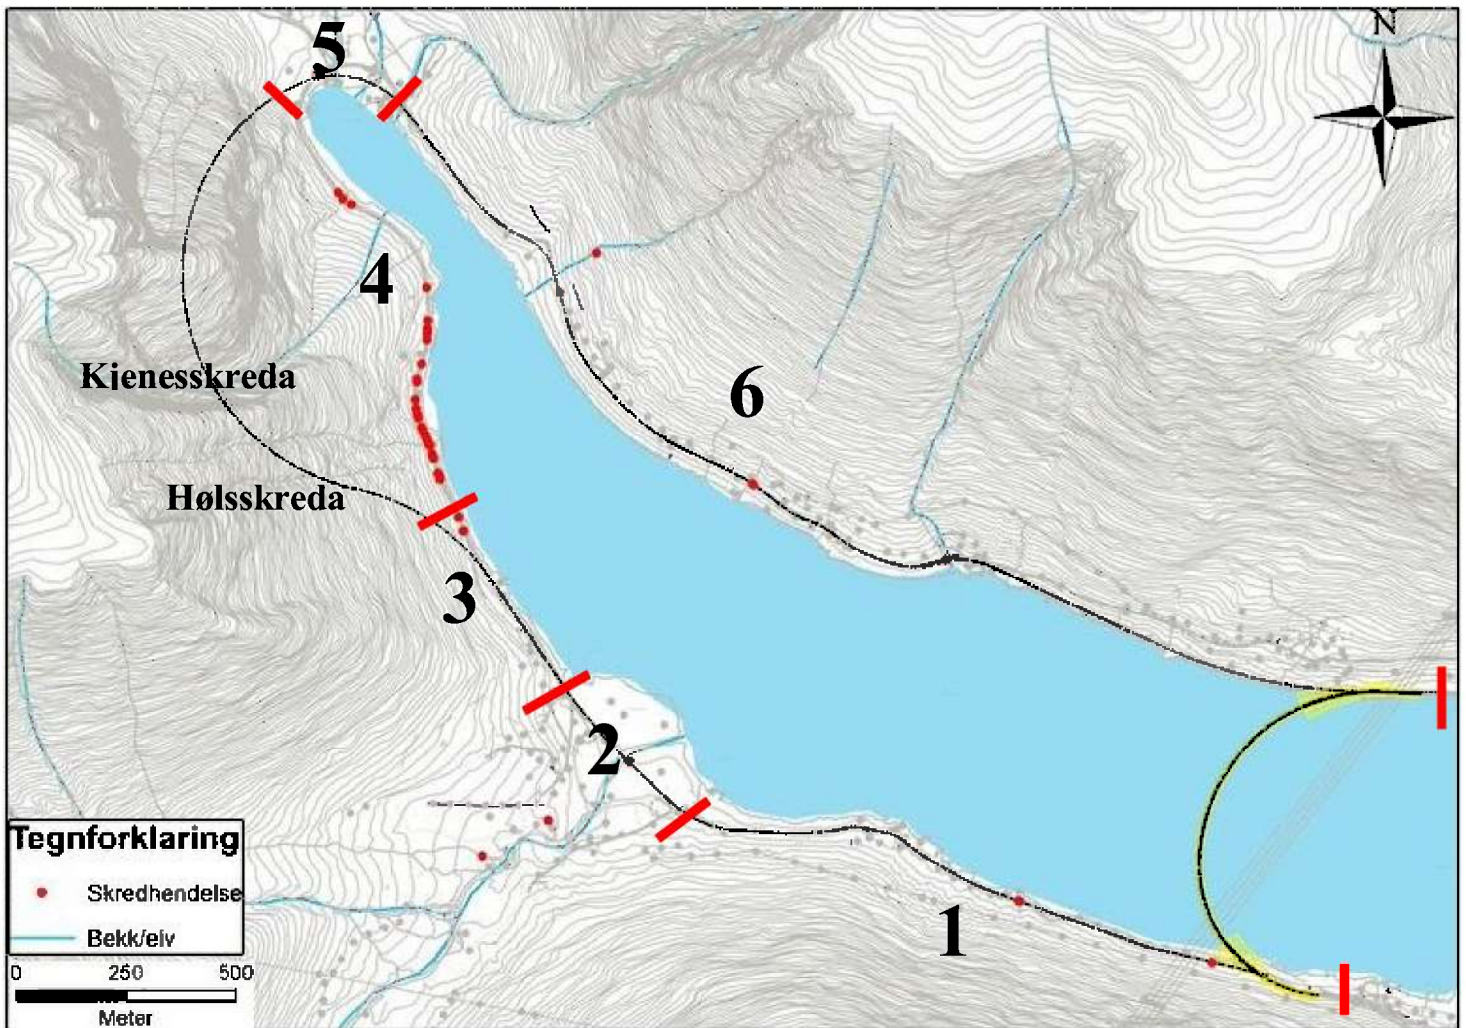 N
5
4
Kjenesskreda
6
Hølsskreda
3
2
1
Tegnforklaring
Skredhendelse
Bekk/elv
0 250 500
Meter